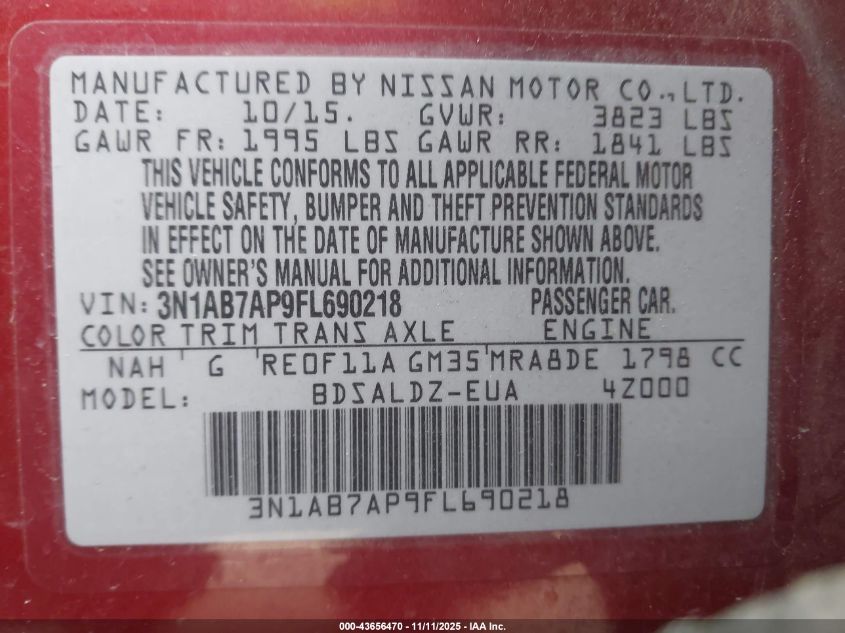 MANUFACTURED BY NISSAN MOTOR CO., LTD.
DATE: 10/15. GVWR: 3823 LBS
GAWR FR: 1995 LBS GAWR RR: 1841 LBS
THIS VEHICLE CONFORMS TO ALL APPLICABLE FEDERAL MOTOR
VEHICLE SAFETY, BUMPER AND THEFT PREVENTION STANDARDS
IN EFFECT ON THE DATE OF MANUFACTURE SHOWN ABOVE.
SEE OWNER'S MANUAL FOR ADDITIONAL INFORMATION.
VIN: 3N1AB7AP9FL690218 PASSENGER CAR.
COLOR TRIM TRANS AXLE ENGINE
NAH G RE0F11A GM35 MRA8DE 1798 CC
MODEL: BDSALDZ-EUA 4Z000
3N1AB7AP9FL690218
000-43656470 - 11/11/2025 - IAA Inc.